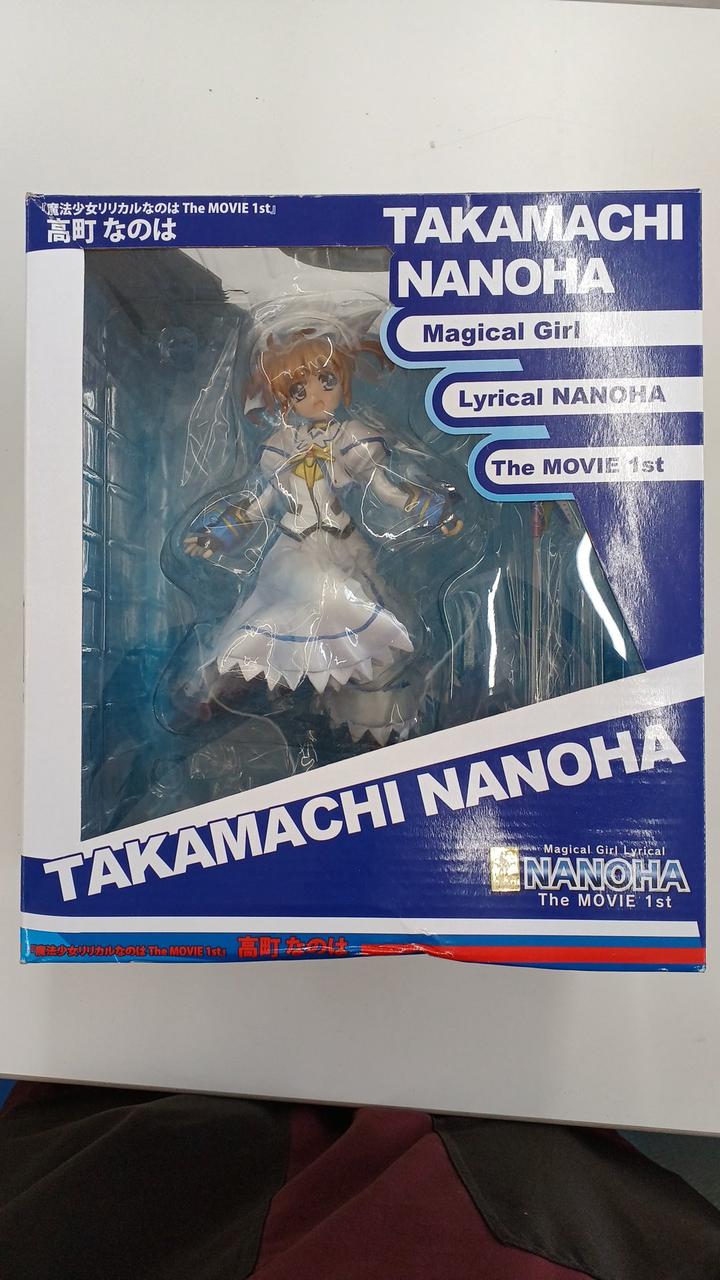 『魔法少女リリカルなのは The MOVIE 1st』
高町 なのは
TAKAMACHI
NANOHA
Magical Girl
Lyrical NANOHA
The MOVIE 1st
TAKAMACHI NANOHA
Magical Girl Lyrical
NANOHA
The MOVIE 1st
『魔法少女リリカルなのは The MOVIE 1st』 高町 なのは